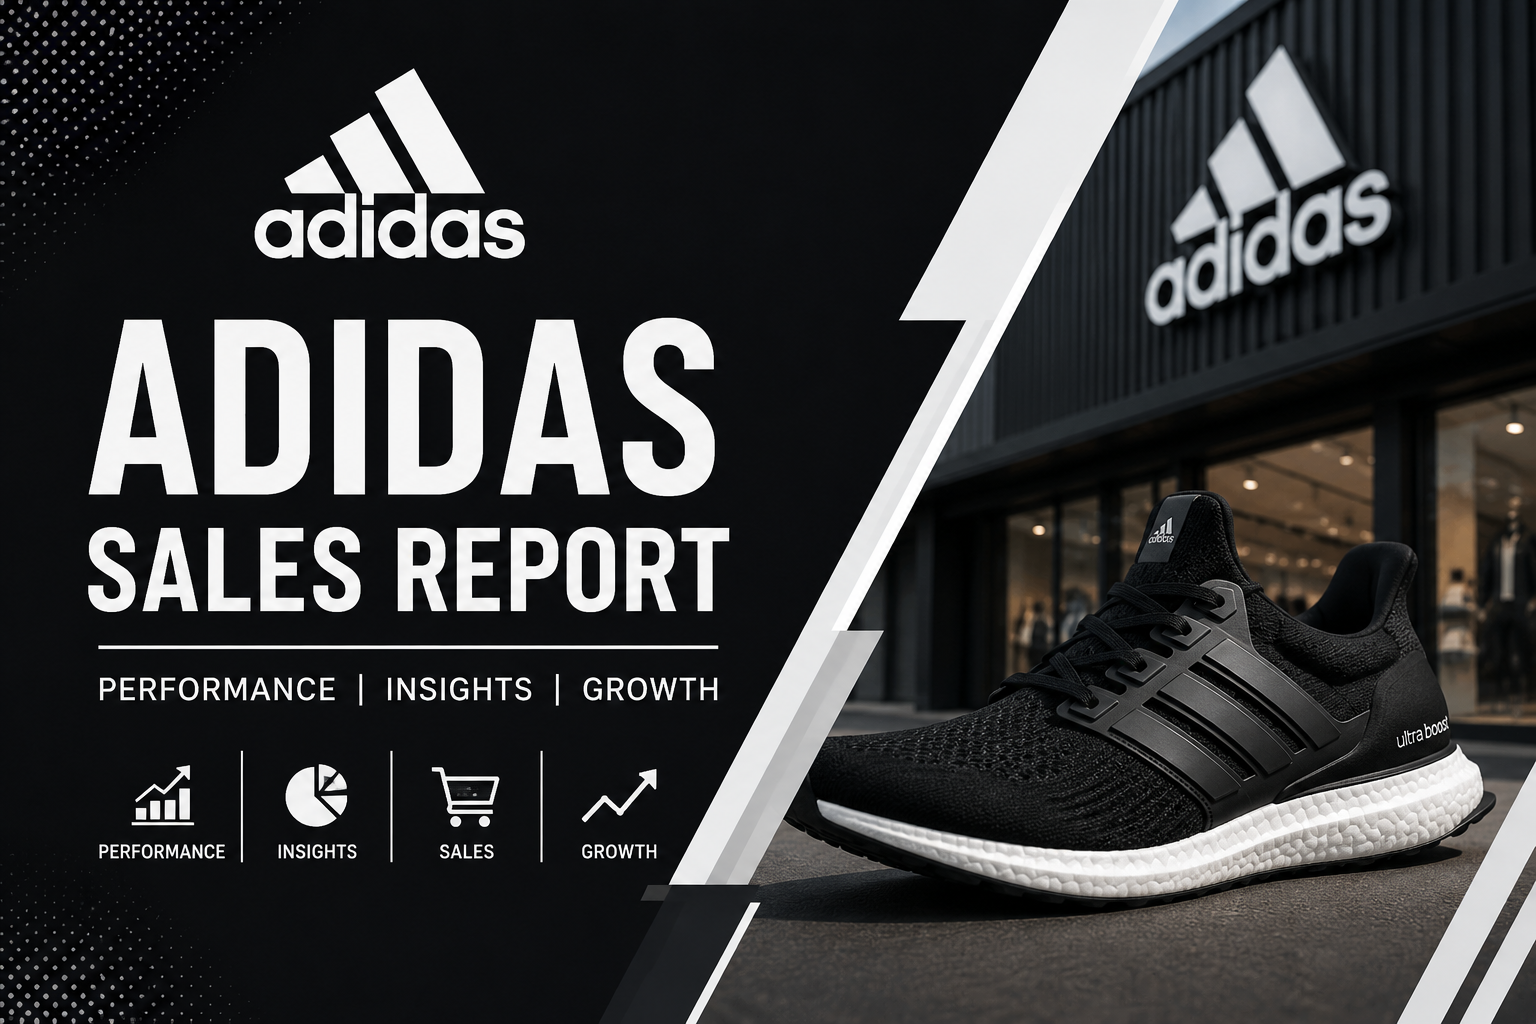 adidas
ADIDAS
SALES REPORT
PERFORMANCE | INSIGHTS | GROWTH
PERFORMANCE
INSIGHTS
SALES
GROWTH
adidas
adidas
ultra boost